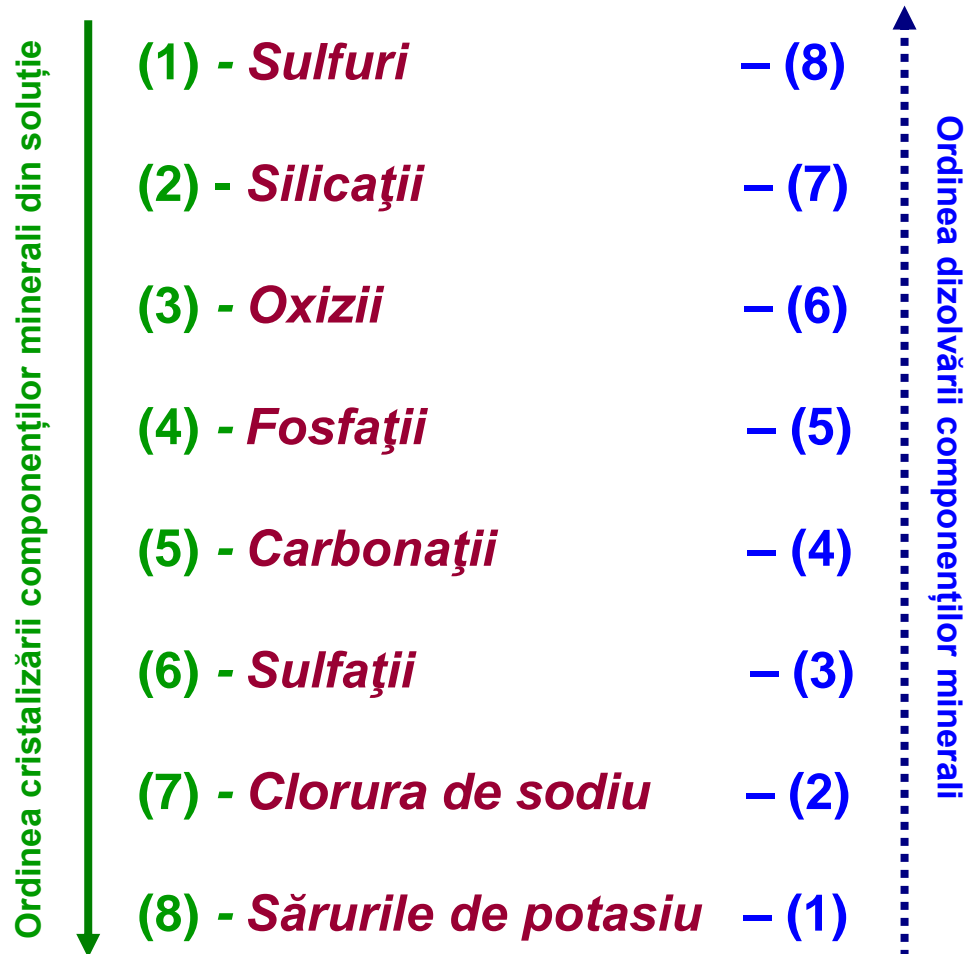 Ordinea cristalizării componenților minerali din soluție
(1) - Sulfuri – (8)
(2) - Silicaţii – (7)
(3) - Oxizii – (6)
(4) - Fosfaţii – (5)
(5) - Carbonaţii – (4)
(6) - Sulfaţii – (3)
(7) - Clorura de sodiu – (2)
(8) - Sărurile de potasiu – (1)
Ordinea dizolvării componenților minerali